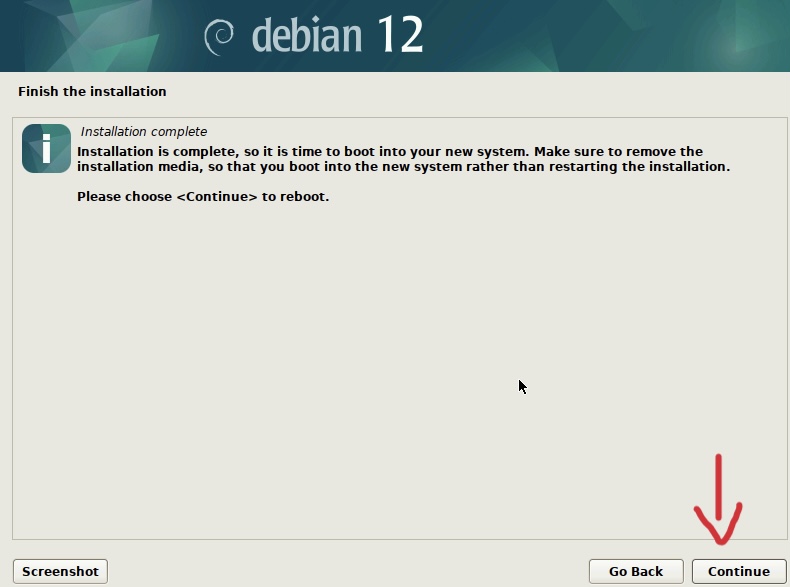 debian 12
Finish the installation
Installation complete
Installation is complete, so it is time to boot into your new system. Make sure to remove the
installation media, so that you boot into the new system rather than restarting the installation.
Please choose <Continue> to reboot.
Screenshot
Go Back
Continue